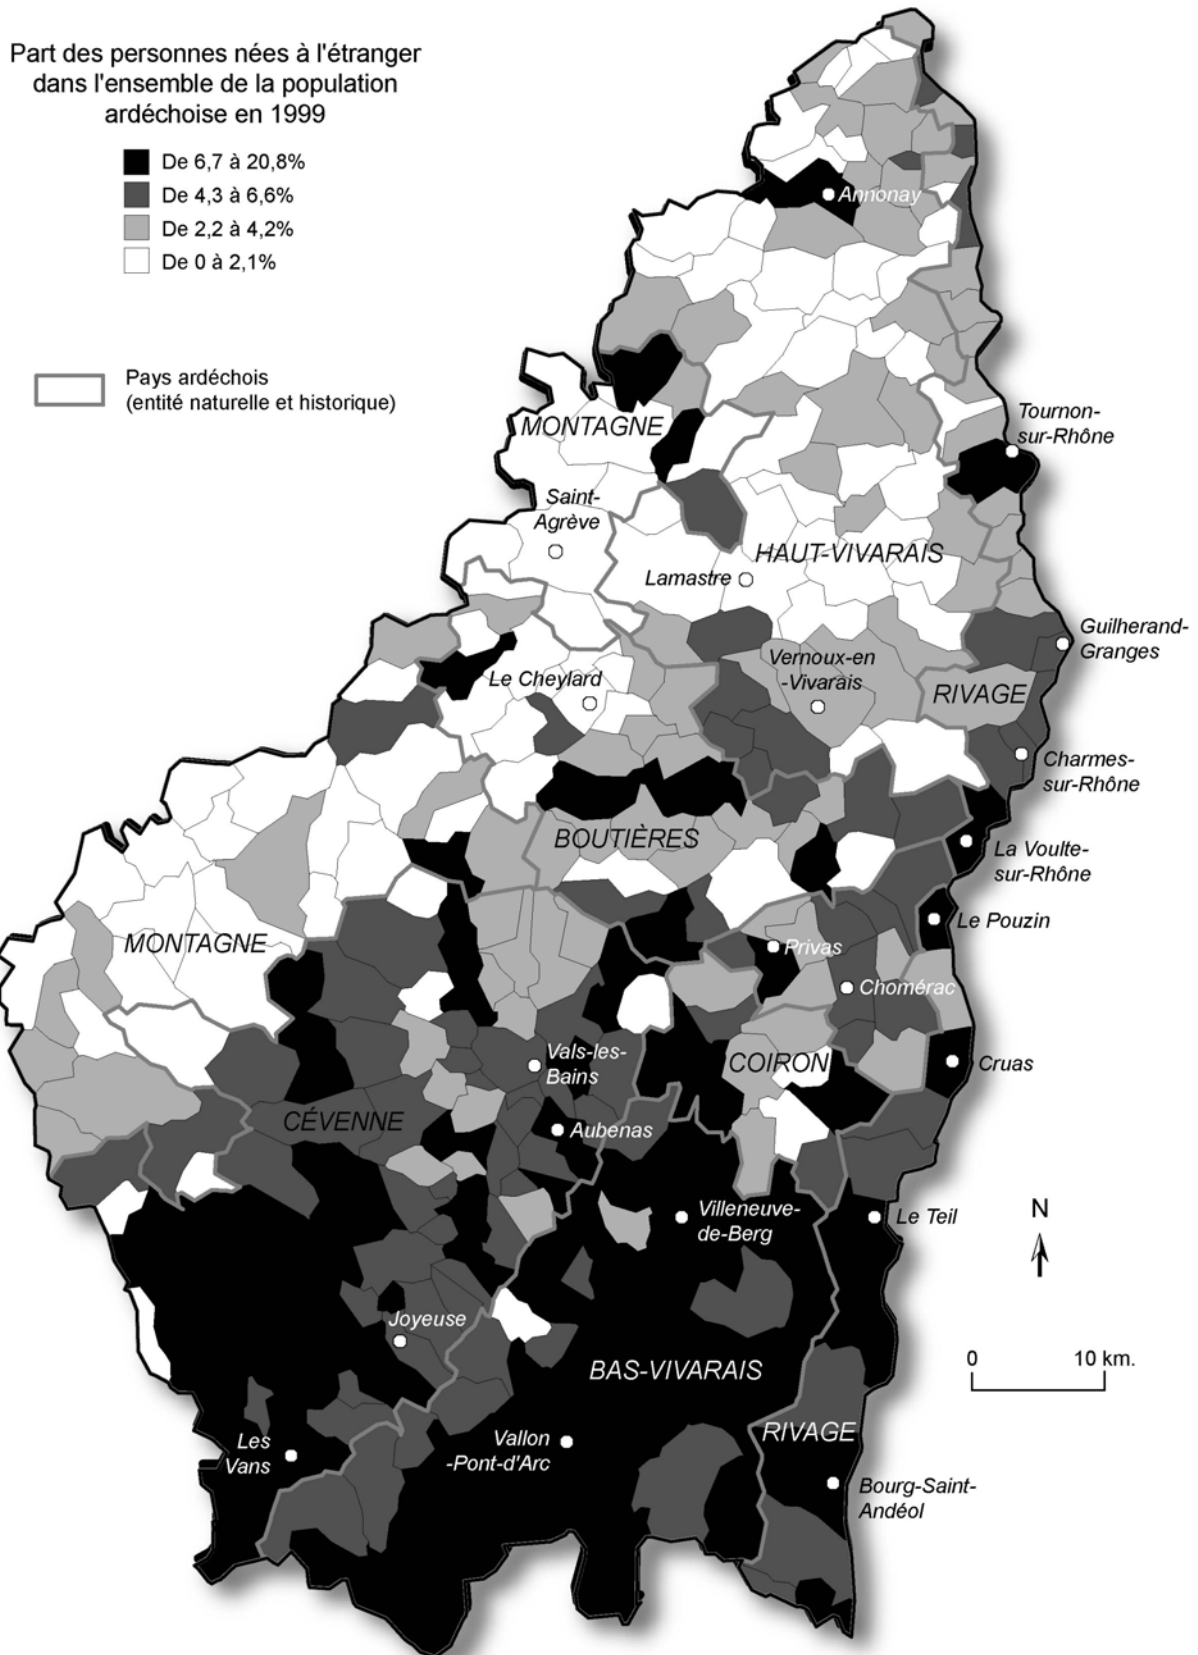 Part des personnes nées à l'étranger
dans l'ensemble de la population
ardéchoise en 1999
De 6,7 à 20,8%
De 4,3 à 6,6%
De 2,2 à 4,2%
De 0 à 2,1%
Pays ardéchois
(entité naturelle et historique)
Annonay
MONTAGNE
Tournon-
sur-Rhône
Saint-
Agrève
HAUT-VIVARAIS
Lamastre
Guilherand-
Granges
Vernoux-en
-Vivarais
Le Cheylard
RIVAGE
Charmes-
sur-Rhône
BOUTIÈRES
La Voulte-
sur-Rhône
Le Pouzin
MONTAGNE
Privas
Chomérac
Vals-les-
Bains
COIRON
Cruas
CÉVENNE
Aubenas
Villeneuve-
de-Berg
Le Teil
N
Joyeuse
0 10 km.
BAS-VIVARAIS
RIVAGE
Les
Vans
Vallon
-Pont-d'Arc
Bourg-Saint-
Andéol